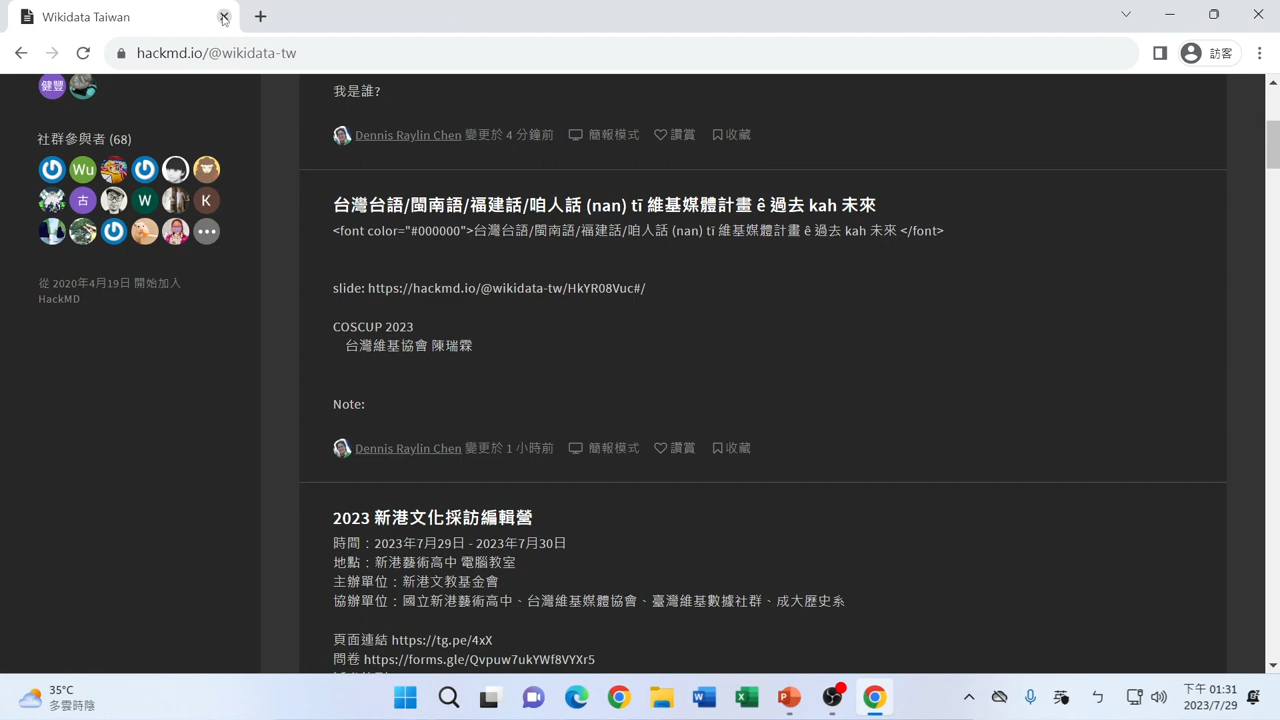 Wikidata Taiwan
hackmd.io/@wikidata-tw
訪客
健豐
我是誰?
Dennis Raylin Chen 變更於 4 分鐘前 簡報模式 讚賞 收藏
社群參與者 (68)
Wu
古 W K
從 2020年4月19日 開始加入
HackMD
台灣台語/閩南語/福建話/咱人話 (nan) tī 維基媒體計畫 ê 過去 kah 未來
<font color="#000000">台灣台語/閩南語/福建話/咱人話 (nan) tī 維基媒體計畫 ê 過去 kah 未來 </font>
slide: https://hackmd.io/@wikidata-tw/HkYR08Vuc#/
COSCUP 2023
台灣維基協會 陳瑞霖
Note:
Dennis Raylin Chen 變更於 1 小時前 簡報模式 讚賞 收藏
2023 新港文化採訪編輯營
時間：2023年7月29日 - 2023年7月30日
地點：新港藝術高中 電腦教室
主辦單位：新港文教基金會
協辦單位：國立新港藝術高中、台灣維基媒體協會、臺灣維基數據社群、成大歷史系
頁面連結 https://tg.pe/4xX
問卷 https://forms.gle/Qvpuw7ukYWf8VYXr5
35°C
多雲時陰
英
下午 01:31
2023/7/29